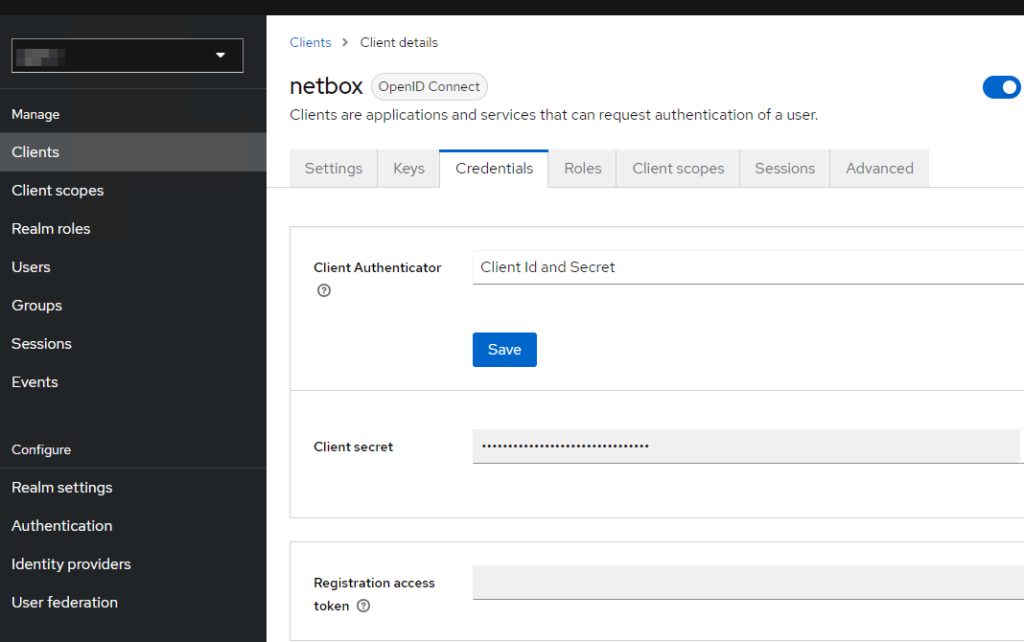 Manage
Clients
Client scopes
Realm roles
Users
Groups
Sessions
Events
Configure
Realm settings
Authentication
Identity providers
User federation
Clients > Client details
netbox OpenID Connect
Clients are applications and services that can request authentication of a user.
Settings Keys Credentials Roles Client scopes Sessions Advanced
Client Authenticator Client Id and Secret
Save
Client secret ••••••••••••••••••••••••••••••••
Registration access
token